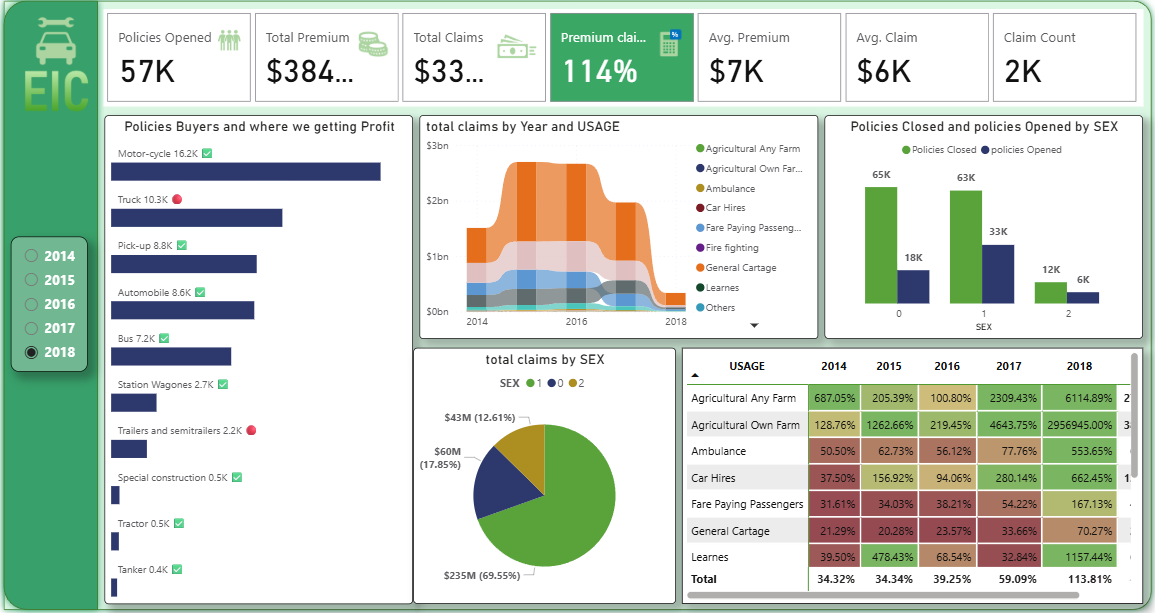 EIC
Policies Opened
57K
Total Premium
$384...
Total Claims
$33...
Premium clai...
%
114%
Avg. Premium
$7K
Avg. Claim
$6K
Claim Count
2K
2014
2015
2016
2017
2018
Policies Buyers and where we getting Profit
Motor-cycle 16.2K ✅
Truck 10.3K 🔴
Pick-up 8.8K ✅
Automobile 8.6K ✅
Bus 7.2K ✅
Station Wagones 2.7K ✅
Trailers and semitrailers 2.2K 🔴
Special construction 0.5K ✅
Tractor 0.5K ✅
Tanker 0.4K ✅
total claims by Year and USAGE
$3bn
$2bn
$1bn
$0bn
2014 2016 2018
Agricultural Any Farm
Agricultural Own Far...
Ambulance
Car Hires
Fare Paying Passeng...
Fire fighting
General Cartage
Learnes
Others
Policies Closed and policies Opened by SEX
Policies Closed policies Opened
65K
18K
63K
33K
12K
6K
0 1 2
SEX
total claims by SEX
SEX 1 0 2
$43M (12.61%)
$60M
(17.85%)
$235M (69.55%)
USAGE 2014 2015 2016 2017 2018
Agricultural Any Farm 687.05% 205.39% 100.80% 2309.43% 6114.89%
Agricultural Own Farm 128.76% 1262.66% 219.45% 4643.75% 2956945.00%
Ambulance 50.50% 62.73% 56.12% 77.76% 553.65%
Car Hires 37.50% 156.92% 94.06% 280.14% 662.45%
Fare Paying Passengers 31.61% 34.03% 38.21% 54.22% 167.13%
General Cartage 21.29% 20.28% 23.57% 33.66% 70.27%
Learnes 39.50% 478.43% 68.54% 32.84% 1157.44%
Total 34.32% 34.34% 39.25% 59.09% 113.81%